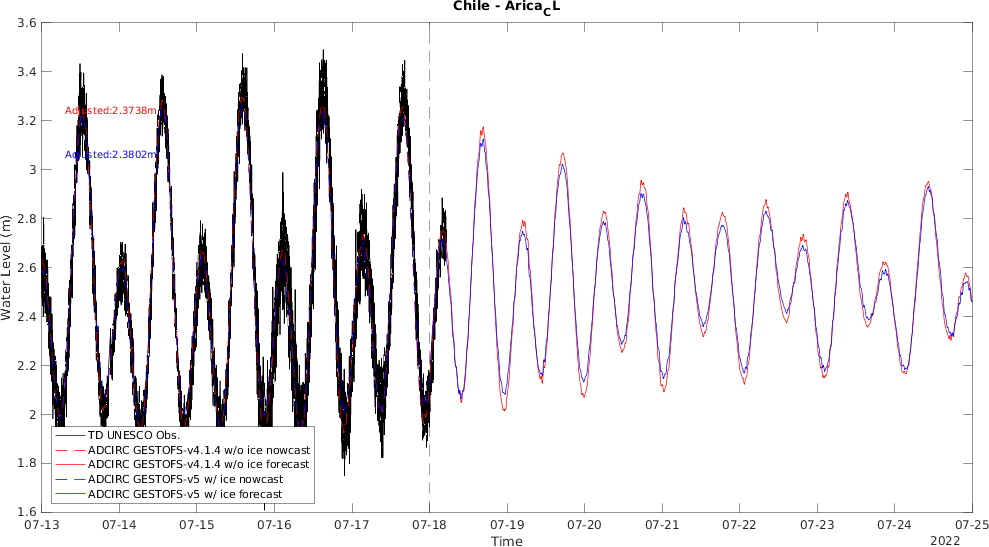 Chile - AricaCL
3.6
3.4
3.2
3
2.8
2.6
2.4
2.2
2
1.8
1.6
Water Level (m)
Adjusted:2.3738m
Adjusted:2.3802m
TD UNESCO Obs.
ADCIRC GESTOFS-v4.1.4 w/o ice nowcast
ADCIRC GESTOFS-v4.1.4 w/o ice forecast
ADCIRC GESTOFS-v5 w/ ice nowcast
ADCIRC GESTOFS-v5 w/ ice forecast
07-13 07-14 07-15 07-16 07-17 07-18 07-19 07-20 07-21 07-22 07-23 07-24 07-25
Time
2022